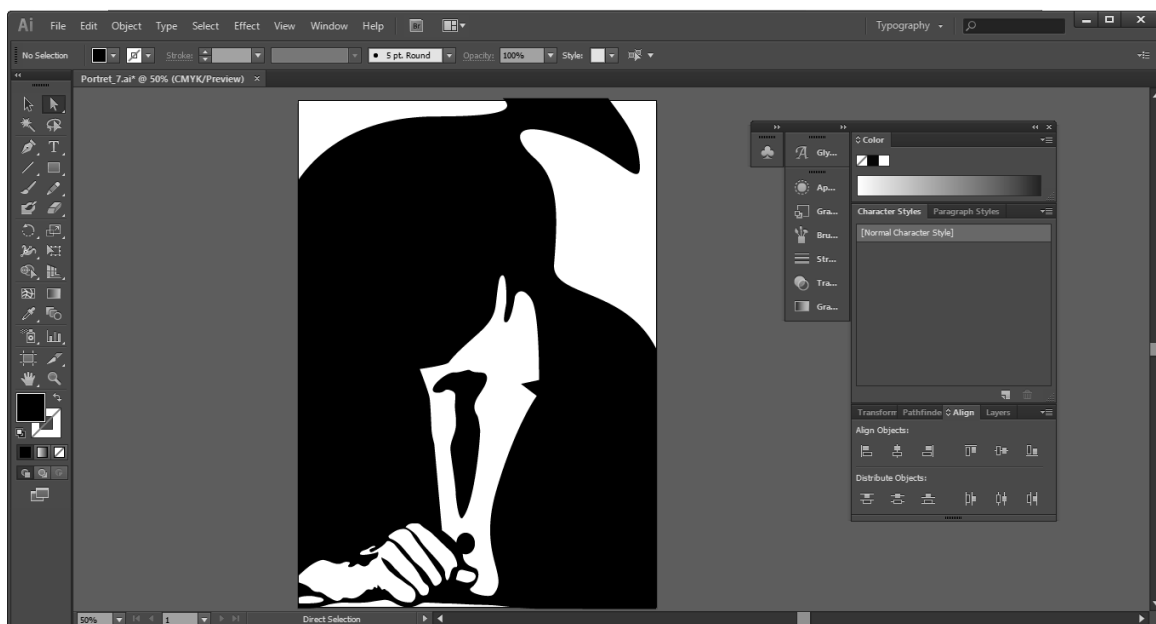 Ai File Edit Object Type Select Effect View Window Help Br Typography
No Selection Stroke: 5 pt. Round Opacity: 100% Style:
Portret_7.ai* @ 50% (CMYK/Preview) ×
Color
Gly...
Ap...
Gra...
Bru...
Str...
Tra...
Gra...
Character Styles Paragraph Styles
[Normal Character Style]
Transform Pathfinde Align Layers
Align Objects:
Distribute Objects:
50% 1 Direct Selection